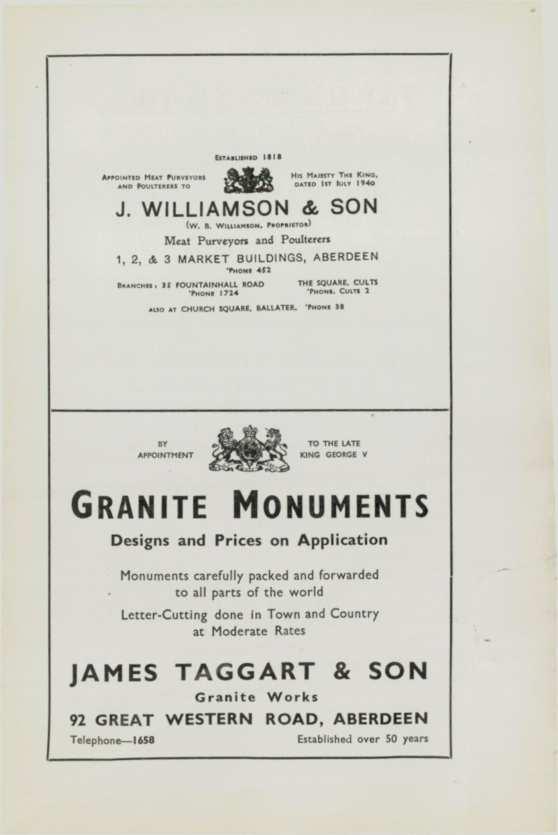 ESTABLISHED 1818
APPOINTED MEAT PURVEYORS AND POULTERERS TO
HIS MAJESTY THE KING, DATED 1ST JULY 1940
J. WILLIAMSON & SON
(W. B. WILLIAMSON, PROPRIETOR)
Meat Purveyors and Poulterers
1, 2, & 3 MARKET BUILDINGS, ABERDEEN
'PHONE 452
BRANCHES: 35 FOUNTAINHALL ROAD
'PHONE 1724
THE SQUARE, CULTS
'PHONE, CULTS 2
ALSO AT CHURCH SQUARE, BALLATER, 'PHONE 38
BY APPOINTMENT
TO THE LATE KING GEORGE V
GRANITE MONUMENTS
Designs and Prices on Application
Monuments carefully packed and forwarded
to all parts of the world
Letter-Cutting done in Town and Country
at Moderate Rates
JAMES TAGGART & SON
Granite Works
92 GREAT WESTERN ROAD, ABERDEEN
Telephone—1658
Established over 50 years